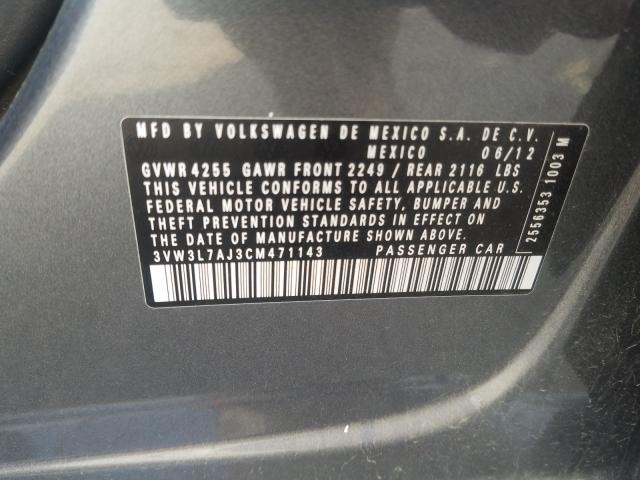 MFD BY VOLKSWAGEN DE MEXICO S.A. DE C.V.
MEXICO 06/12
GVWR 4255 GAWR FRONT 2249 / REAR 2116 LBS
THIS VEHICLE CONFORMS TO ALL APPLICABLE U.S.
FEDERAL MOTOR VEHICLE SAFETY, BUMPER AND
THEFT PREVENTION STANDARDS IN EFFECT ON
THE DATE OF MANUFACTURE SHOWN ABOVE.
3VW3L7AJ3CM471143 PASSENGER CAR
2556353 1003 M